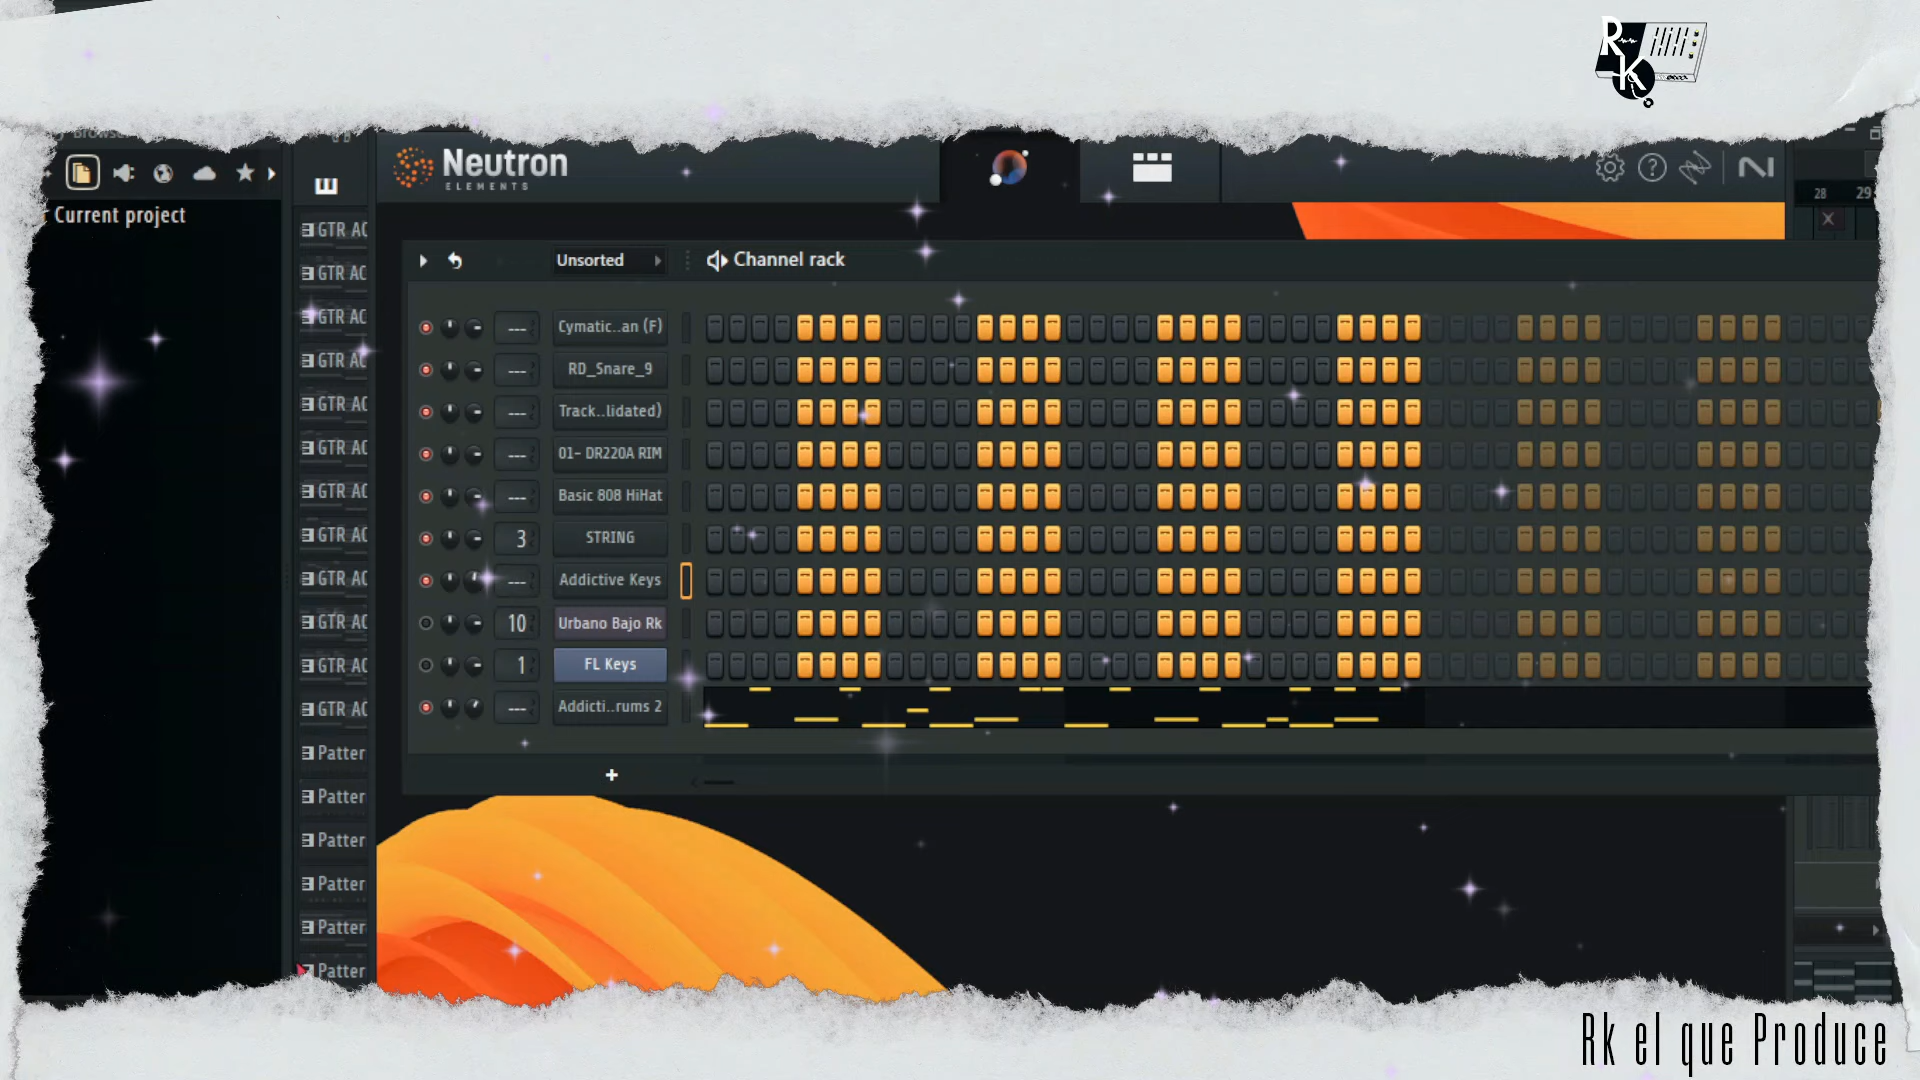 RK
Neutron
ELEMENTS
Current project
28 29
Unsorted
Channel rack
GTR AC
GTR AC
GTR AC
GTR AC
GTR AC
GTR AC
GTR AC
GTR AC
GTR AC
GTR AC
GTR AC
GTR AC
Patter
Patter
Patter
Patter
Patter
Patter
--- Cymatic..an (F)
--- RD_Snare_9
--- Track..lidated)
--- 01- DR220A RIM
--- Basic 808 HiHat
3 STRING
--- Addictive Keys
10 Urbano Bajo Rk
1 FL Keys
--- Addicti..rums 2
+
Rk el que Produce